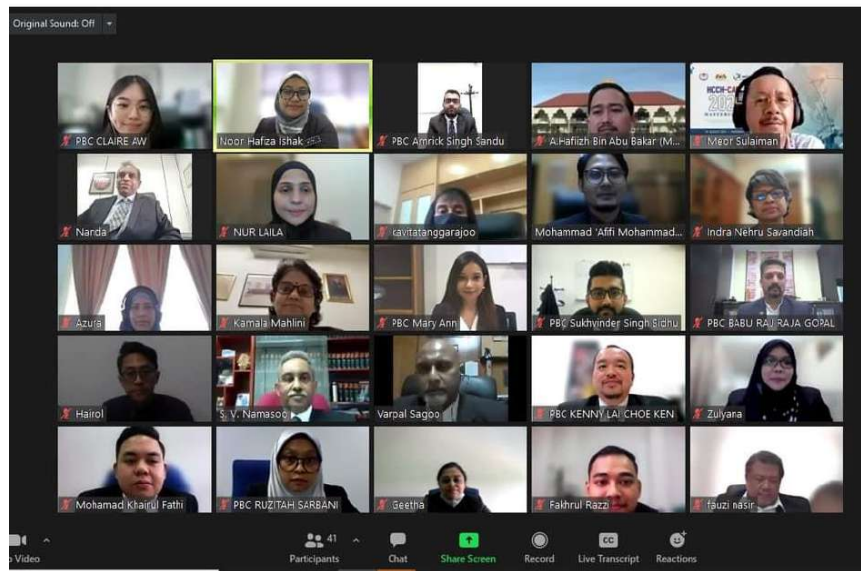 Original Sound: Off
PBC CLAIRE AW
Noor Hafiza Ishak
PBC Amrick Singh Sandu
A.Hafiizh Bin Abu Bakar (M...
Meor Sulaiman
Narda
NUR LAILA
kavitatanggarajoo
Mohammad 'Afifi Mohammad...
Indra Nehru Savandiah
Azura
Kamala Mahlini
PBC Mary Ann
PBC Sukhvinder Singh Sidhu
PBC BABU RAJ RAJA GOPAL
Hairol
S. V. Namasoo
Varpal Sagoo
PBC KENNY LAI CHOE KEN
Zulyana
Mohamad Khairul Fathi
PBC RUZITAH SARBANI
Geetha
Fakhrul Razzi
fauzi nasir
Video
41
Participants
Chat
Share Screen
Record
CC
Live Transcript
Reactions